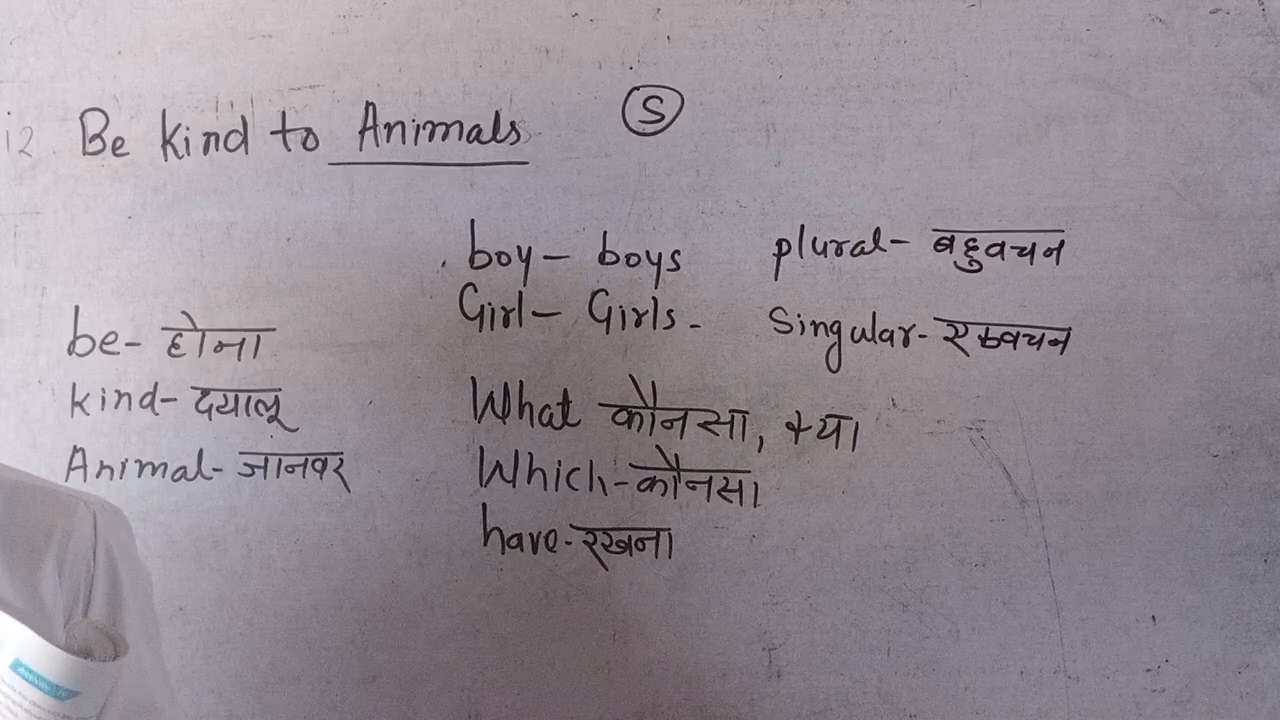 12 Be Kind to Animals S
boy - boys plural - बहुवचन
Girl - Girls - Singular - एकवचन
be - होना
kind - दयालू
Animal - जानवर
What कौनसा, क्या
Which - कौनसा
have - रखना
Activity